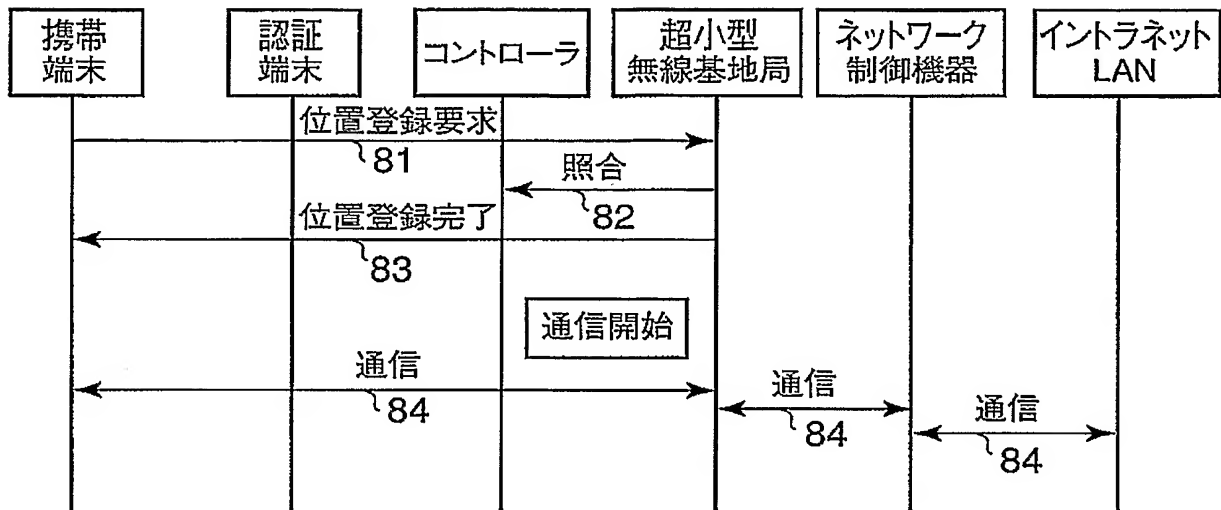 携帯
端末
認証
端末
コントローラ
超小型
無線基地局
ネットワーク
制御機器
イントラネット
LAN
位置登録要求
81
照合
82
位置登録完了
83
通信開始
通信
84
通信
84
通信
84